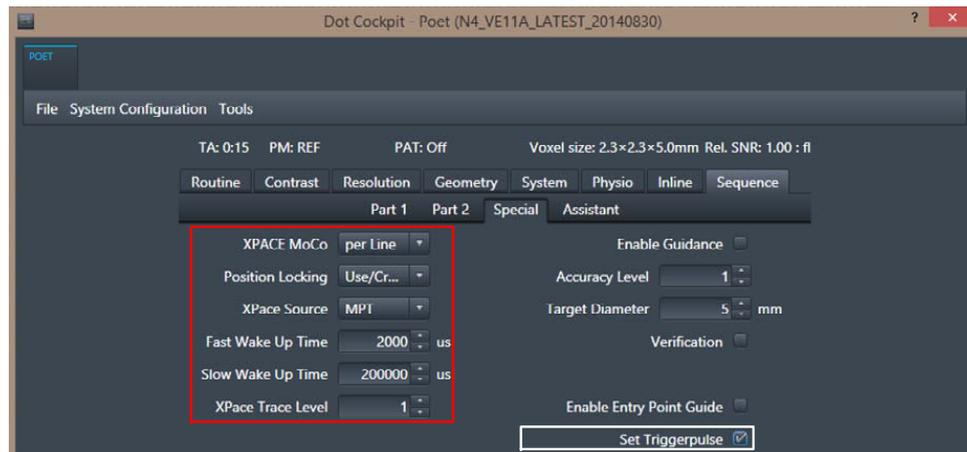 Dot Cockpit - Poet (N4_VE11A_LATEST_20140830) ? ×
POET
File System Configuration Tools
TA: 0:15 PM: REF PAT: Off Voxel size: 2.3×2.3×5.0mm Rel. SNR: 1.00 : fl
Routine Contrast Resolution Geometry System Physio Inline Sequence
Part 1 Part 2 Special Assistant
XPACE MoCo per Line Enable Guidance
Position Locking Use/Cr... Accuracy Level 1
XPace Source MPT Target Diameter 5 mm
Fast Wake Up Time 2000 us Verification
Slow Wake Up Time 200000 us
XPace Trace Level 1 Enable Entry Point Guide
Set Triggerpulse